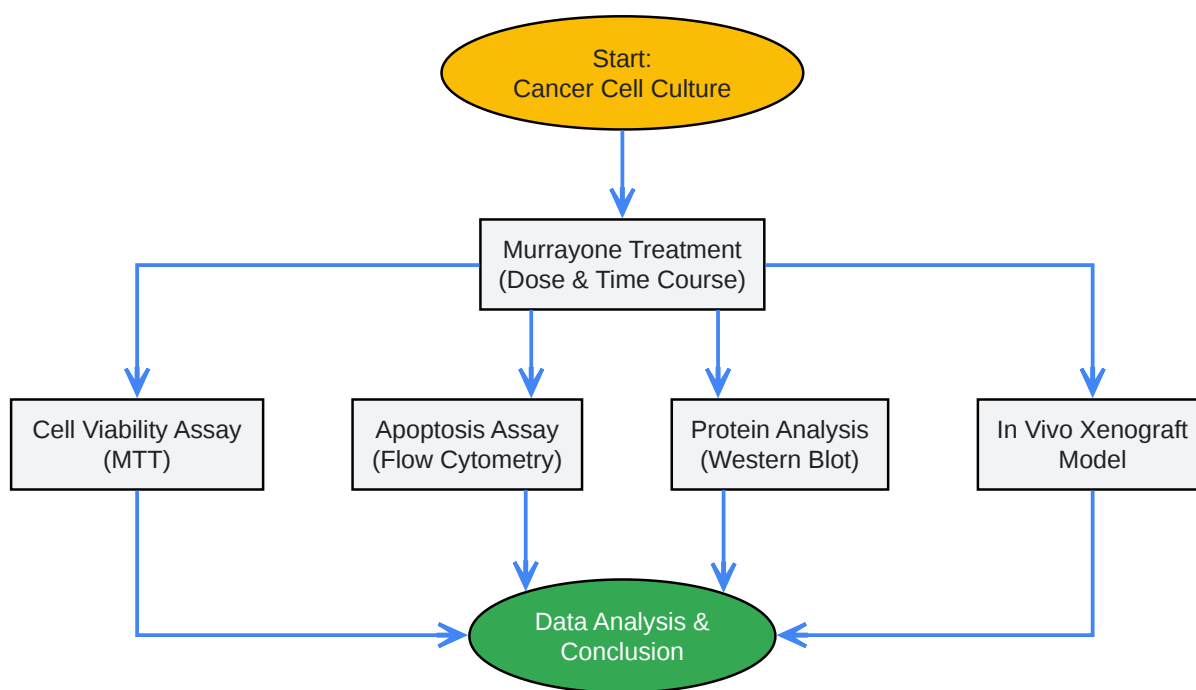 Start:
Cancer Cell Culture
Murrayone Treatment
(Dose & Time Course)
Cell Viability Assay
(MTT)
Apoptosis Assay
(Flow Cytometry)
Protein Analysis
(Western Blot)
In Vivo Xenograft
Model
Data Analysis &
Conclusion